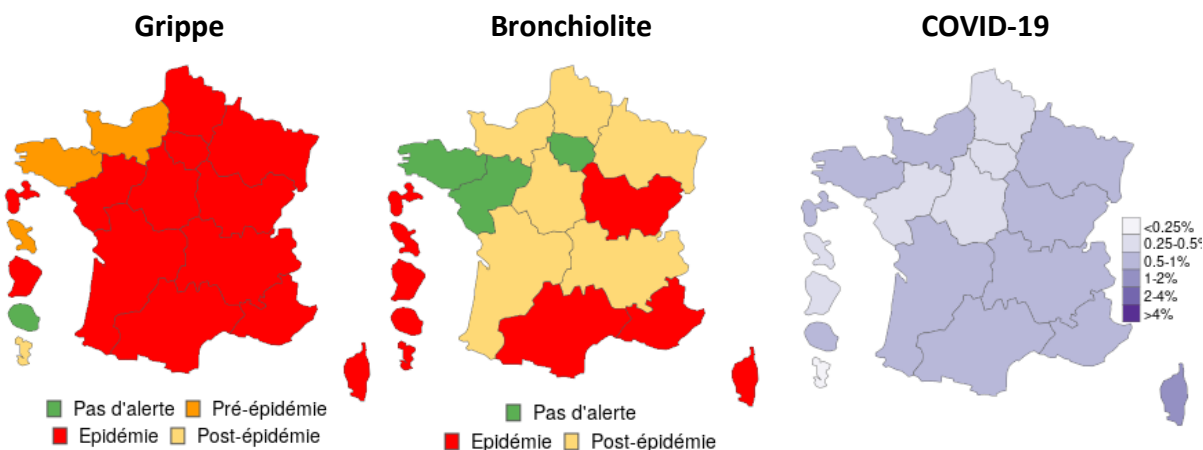 Grippe
Pas d'alerte Pré-épidémie
Epidémie Post-épidémie
Bronchiolite
Pas d'alerte
Epidémie Post-épidémie
COVID-19
<0.25%
0.25-0.5%
0.5-1%
1-2%
2-4%
>4%